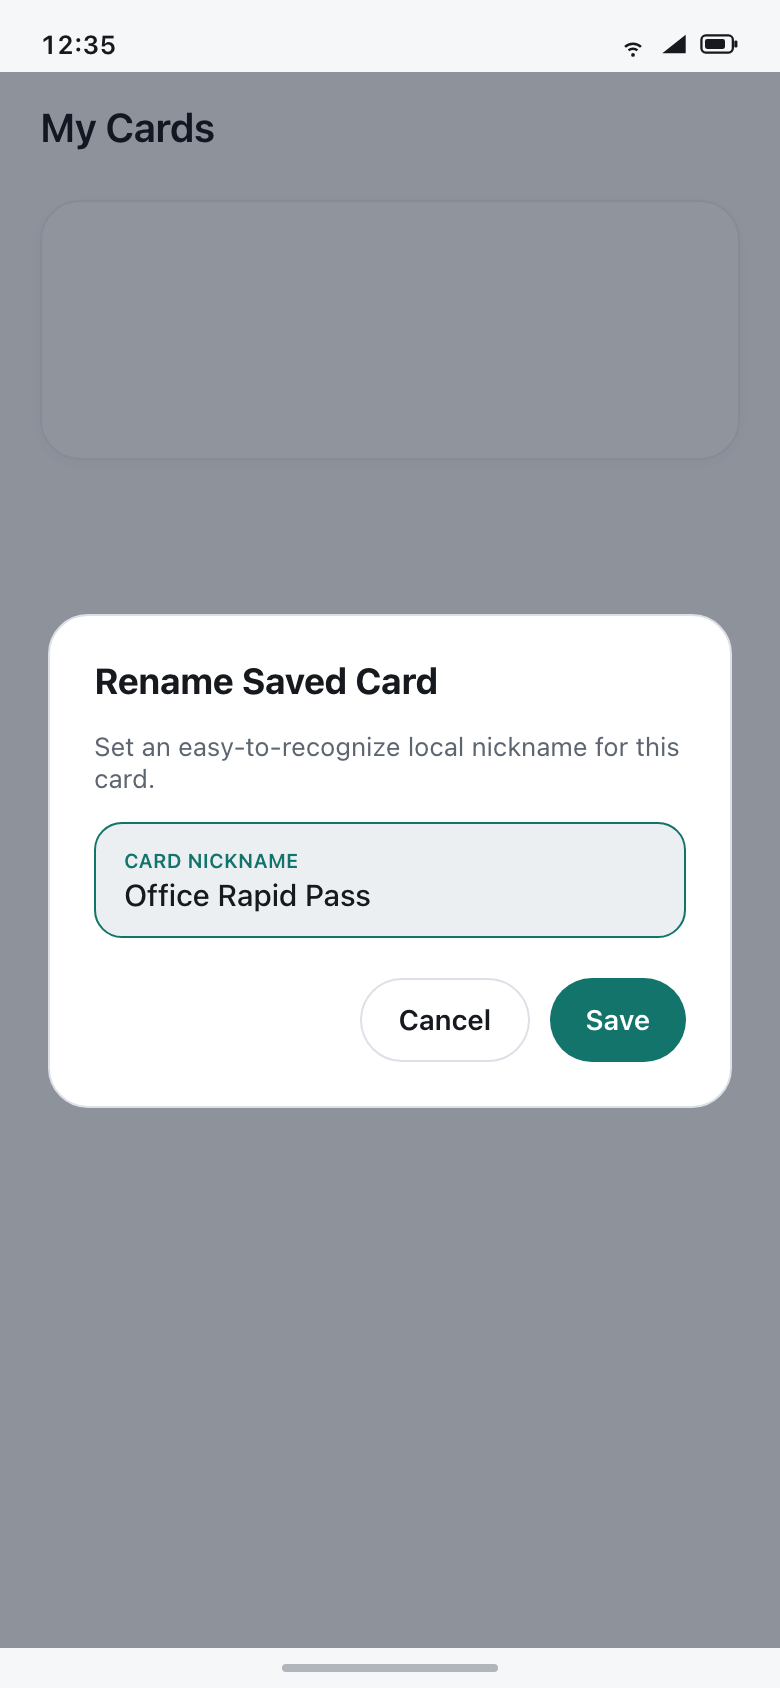 12:35
My Cards
Rename Saved Card
Set an easy-to-recognize local nickname for this
card.
CARD NICKNAME
Office Rapid Pass
Cancel
Save